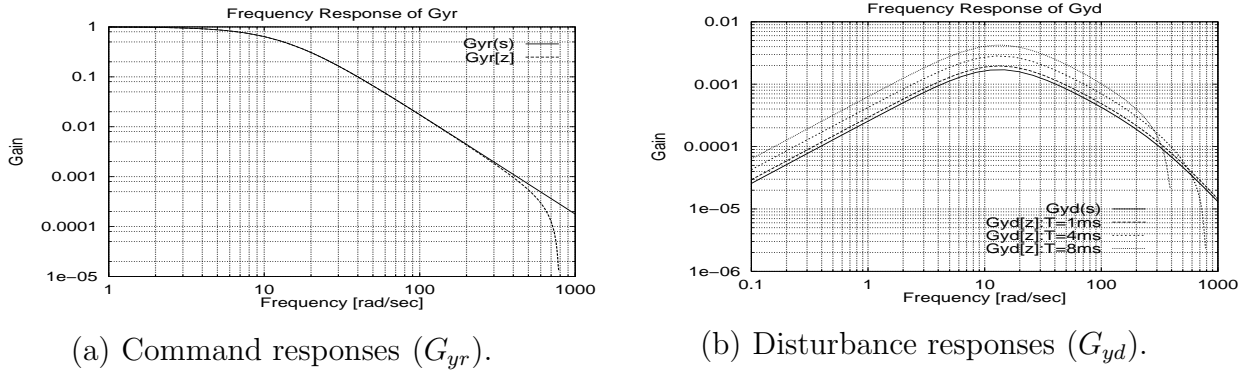 Frequency Response of Gyr
1
0.1
0.01
0.001
0.0001
1e-05
Gain
Gyr(s)
Gyr[z]
1
10
100
1000
Frequency [rad/sec]
(a) Command responses (Gyr).
Frequency Response of Gyd
0.01
0.001
0.0001
1e-05
1e-06
Gain
Gyd(s)
Gyd[z]:T=1ms
Gyd[z]:T=4ms
Gyd[z]:T=8ms
0.1
1
10
100
1000
Frequency [rad/sec]
(b) Disturbance responses (Gyd).